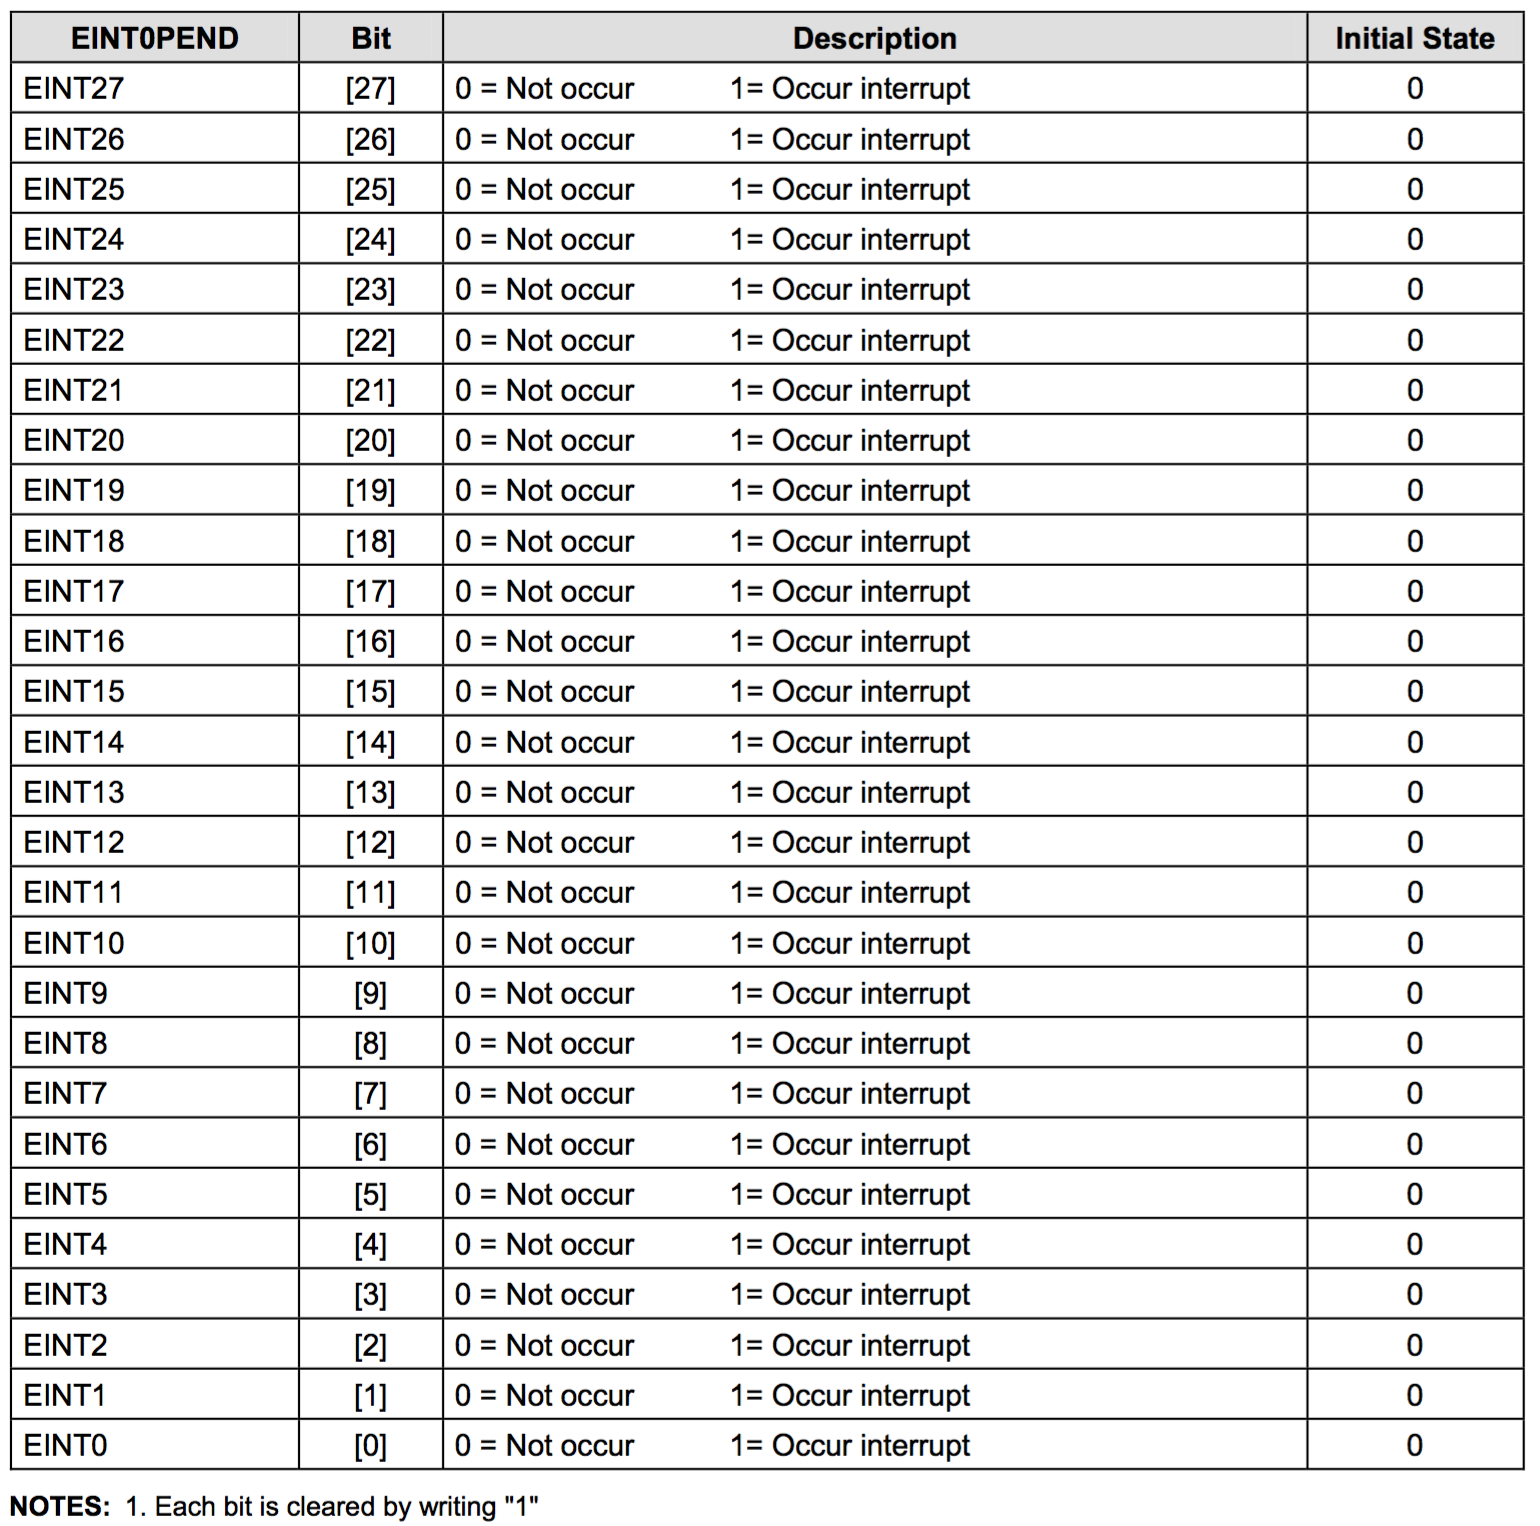 EINT0PEND Bit Description Initial State
EINT27 [27] 0 = Not occur 1= Occur interrupt 0
EINT26 [26] 0 = Not occur 1= Occur interrupt 0
EINT25 [25] 0 = Not occur 1= Occur interrupt 0
EINT24 [24] 0 = Not occur 1= Occur interrupt 0
EINT23 [23] 0 = Not occur 1= Occur interrupt 0
EINT22 [22] 0 = Not occur 1= Occur interrupt 0
EINT21 [21] 0 = Not occur 1= Occur interrupt 0
EINT20 [20] 0 = Not occur 1= Occur interrupt 0
EINT19 [19] 0 = Not occur 1= Occur interrupt 0
EINT18 [18] 0 = Not occur 1= Occur interrupt 0
EINT17 [17] 0 = Not occur 1= Occur interrupt 0
EINT16 [16] 0 = Not occur 1= Occur interrupt 0
EINT15 [15] 0 = Not occur 1= Occur interrupt 0
EINT14 [14] 0 = Not occur 1= Occur interrupt 0
EINT13 [13] 0 = Not occur 1= Occur interrupt 0
EINT12 [12] 0 = Not occur 1= Occur interrupt 0
EINT11 [11] 0 = Not occur 1= Occur interrupt 0
EINT10 [10] 0 = Not occur 1= Occur interrupt 0
EINT9 [9] 0 = Not occur 1= Occur interrupt 0
EINT8 [8] 0 = Not occur 1= Occur interrupt 0
EINT7 [7] 0 = Not occur 1= Occur interrupt 0
EINT6 [6] 0 = Not occur 1= Occur interrupt 0
EINT5 [5] 0 = Not occur 1= Occur interrupt 0
EINT4 [4] 0 = Not occur 1= Occur interrupt 0
EINT3 [3] 0 = Not occur 1= Occur interrupt 0
EINT2 [2] 0 = Not occur 1= Occur interrupt 0
EINT1 [1] 0 = Not occur 1= Occur interrupt 0
EINT0 [0] 0 = Not occur 1= Occur interrupt 0
NOTES: 1. Each bit is cleared by writing "1"